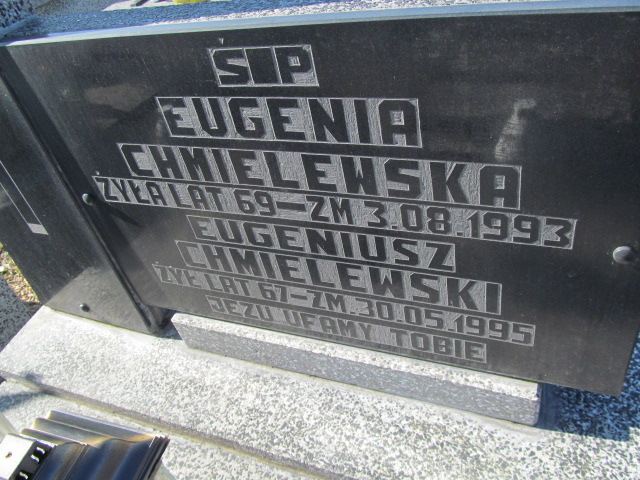 ŚP
EUGENIA
CHMIELEWSKA
ŻYŁA LAT 69-ZM 3.08.1993
EUGENIUSZ
CHMIELEWSKI
ŻYŁ LAT 67-ZM.30.05.1995
JEZU UFAMY TOBIE